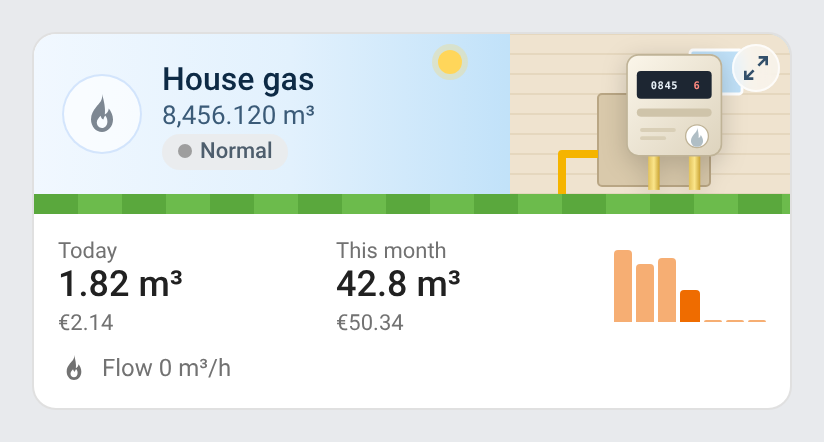 House gas
8,456.120 m³
Normal
0845 6
Today
1.82 m³
€2.14
This month
42.8 m³
€50.34
Flow 0 m³/h